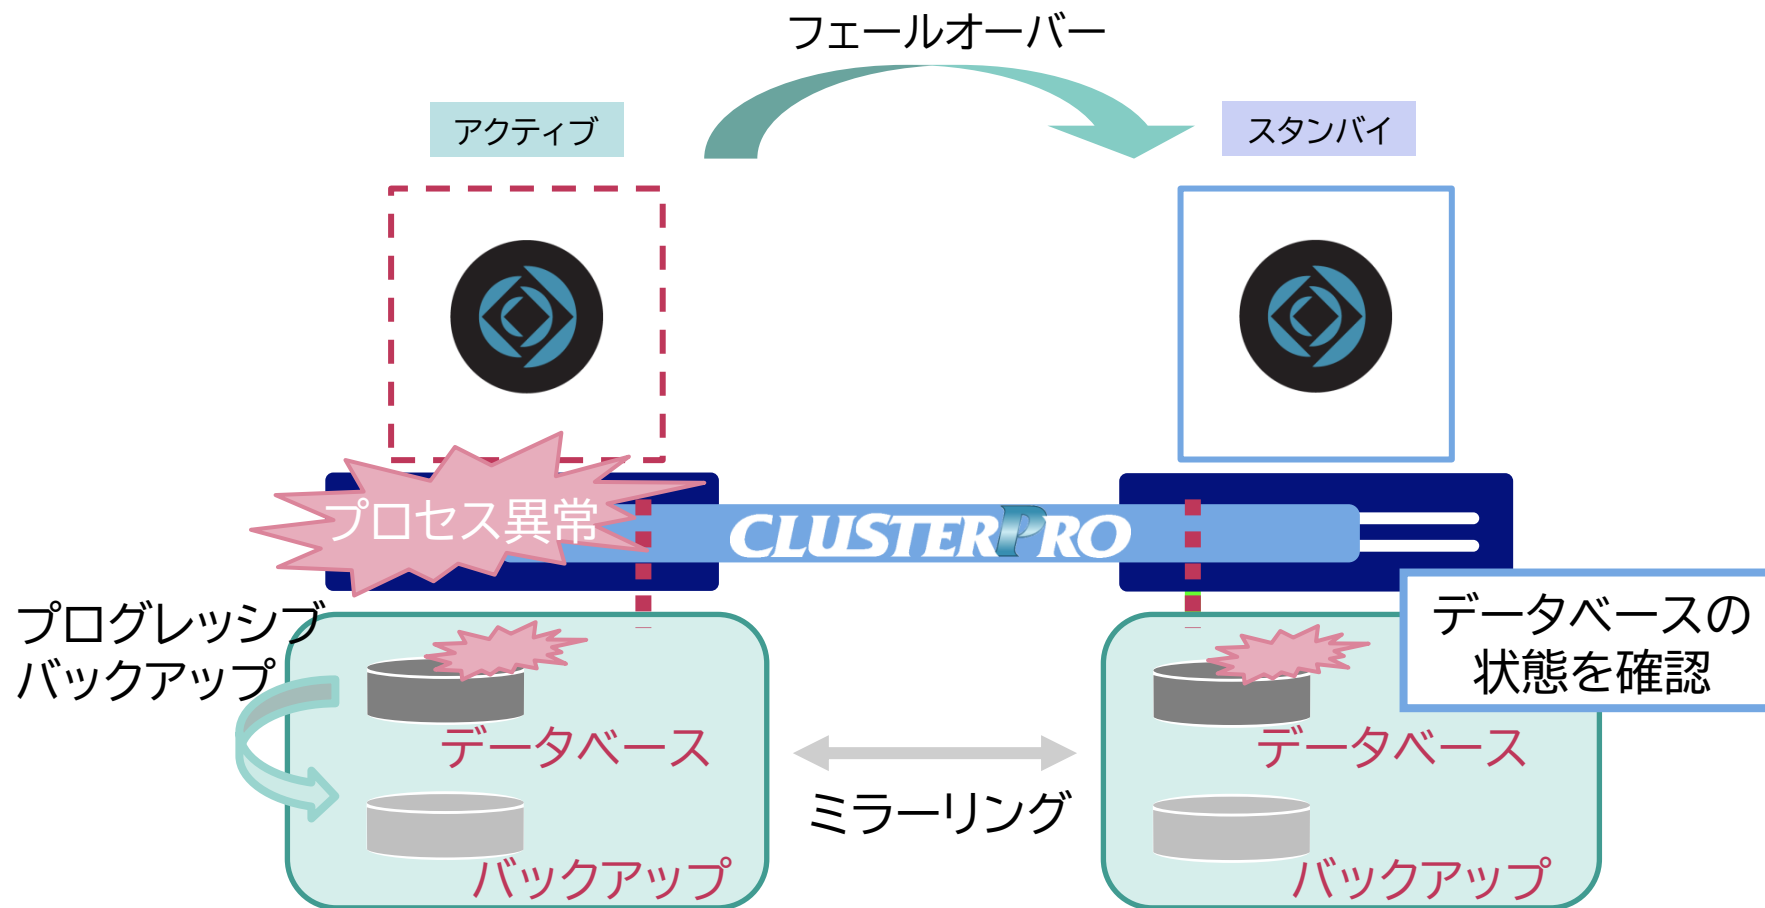 フェールオーバー
アクティブ
スタンバイ
プロセス異常
CLUSTERPRO
プログレッシブ
バックアップ
データベースの
状態を確認
データベース
データベース
ミラーリング
バックアップ
バックアップ